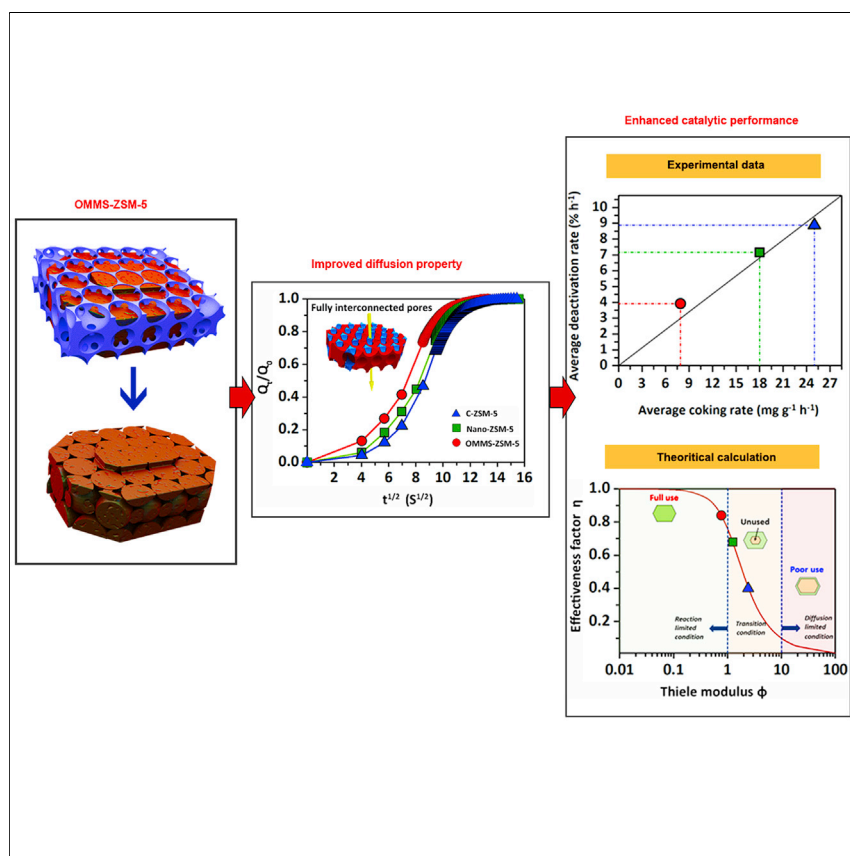 OMMS-ZSM-5
Improved diffusion property
Q_t/Q_0
1.0
0.8
0.6
0.4
0.2
0.0
Fully interconnected pores
C-ZSM-5
Nano-ZSM-5
OMMS-ZSM-5
0 2 4 6 8 10 12 14 16
t^1/2 (S^1/2)
Enhanced catalytic performance
Experimental data
Average deactivation rate (% h⁻¹)
10
9
8
7
6
5
4
3
2
1
0
0 3 6 9 12 15 18 21 24 27
Average coking rate (mg g⁻¹ h⁻¹)
Theoritical calculation
Effectiveness factor η
1.0
0.8
0.6
0.4
0.2
Full use
Unused
Poor use
Reaction
limited
condition
Transition
condition
Diffusion
limited
condition
0.01 0.1 1 10 100
Thiele modulus ϕ